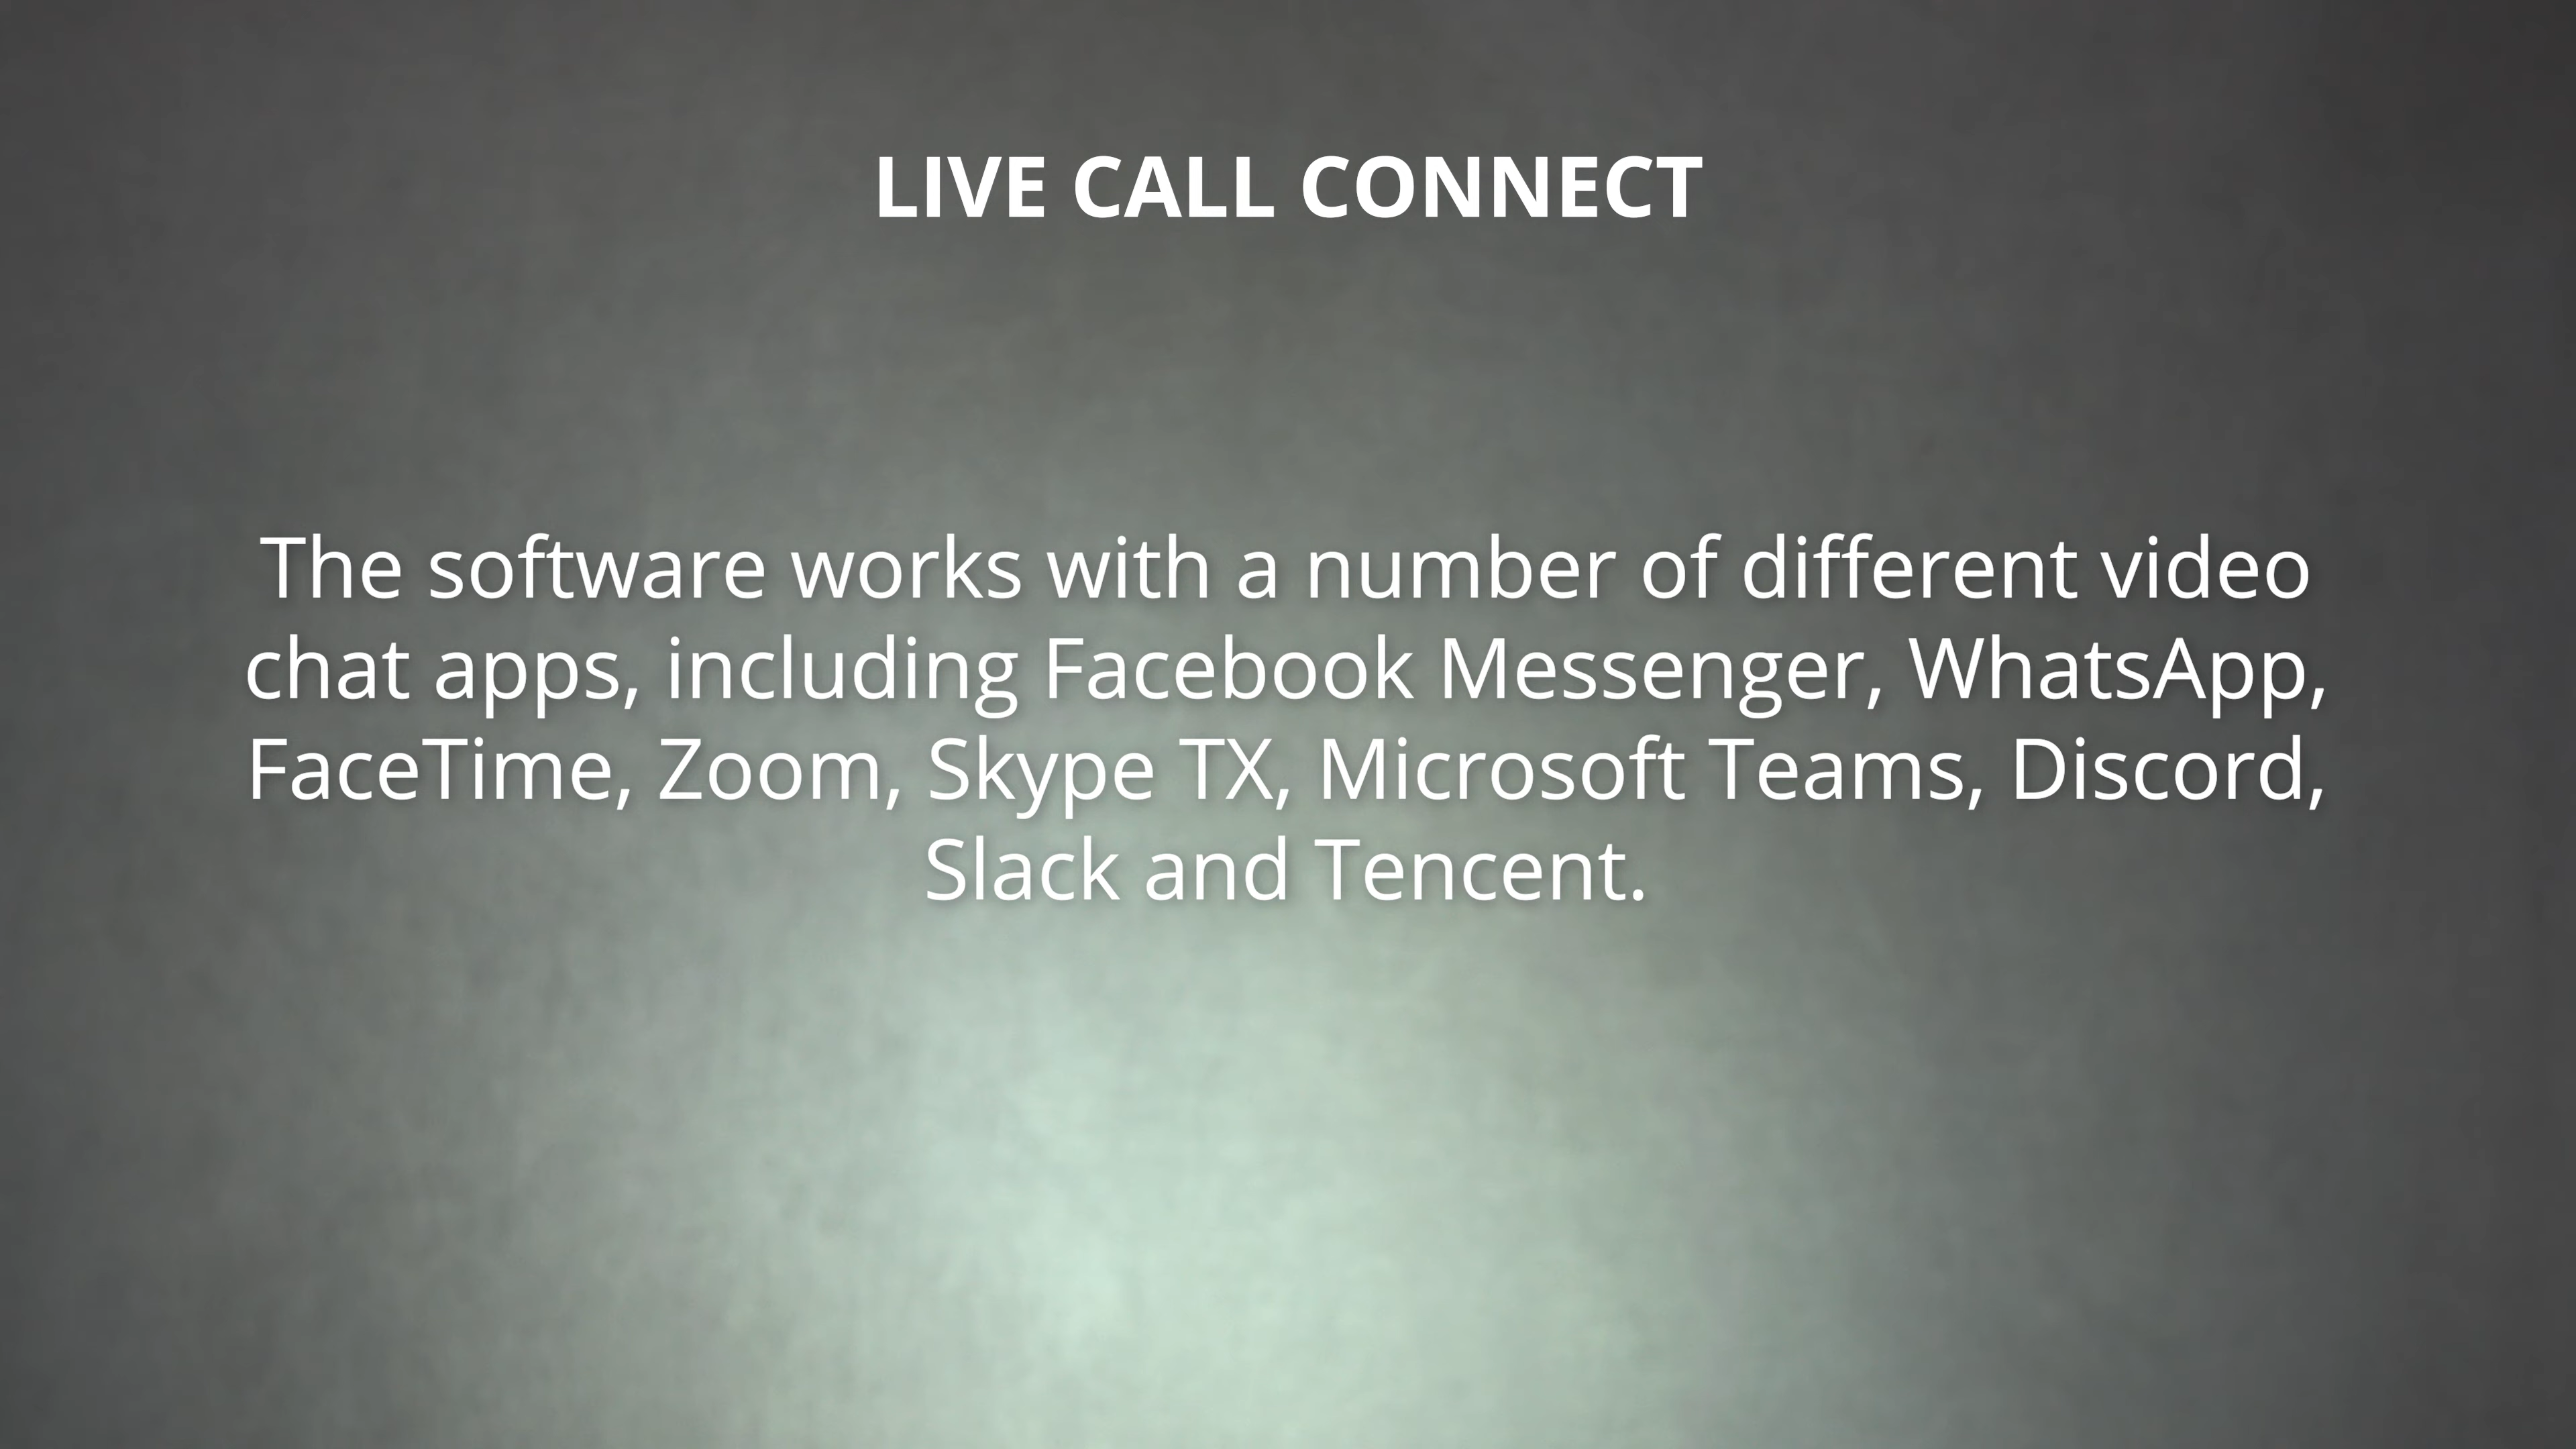 LIVE CALL CONNECT
The software works with a number of different video
chat apps, including Facebook Messenger, WhatsApp,
FaceTime, Zoom, Skype TX, Microsoft Teams, Discord,
Slack and Tencent.